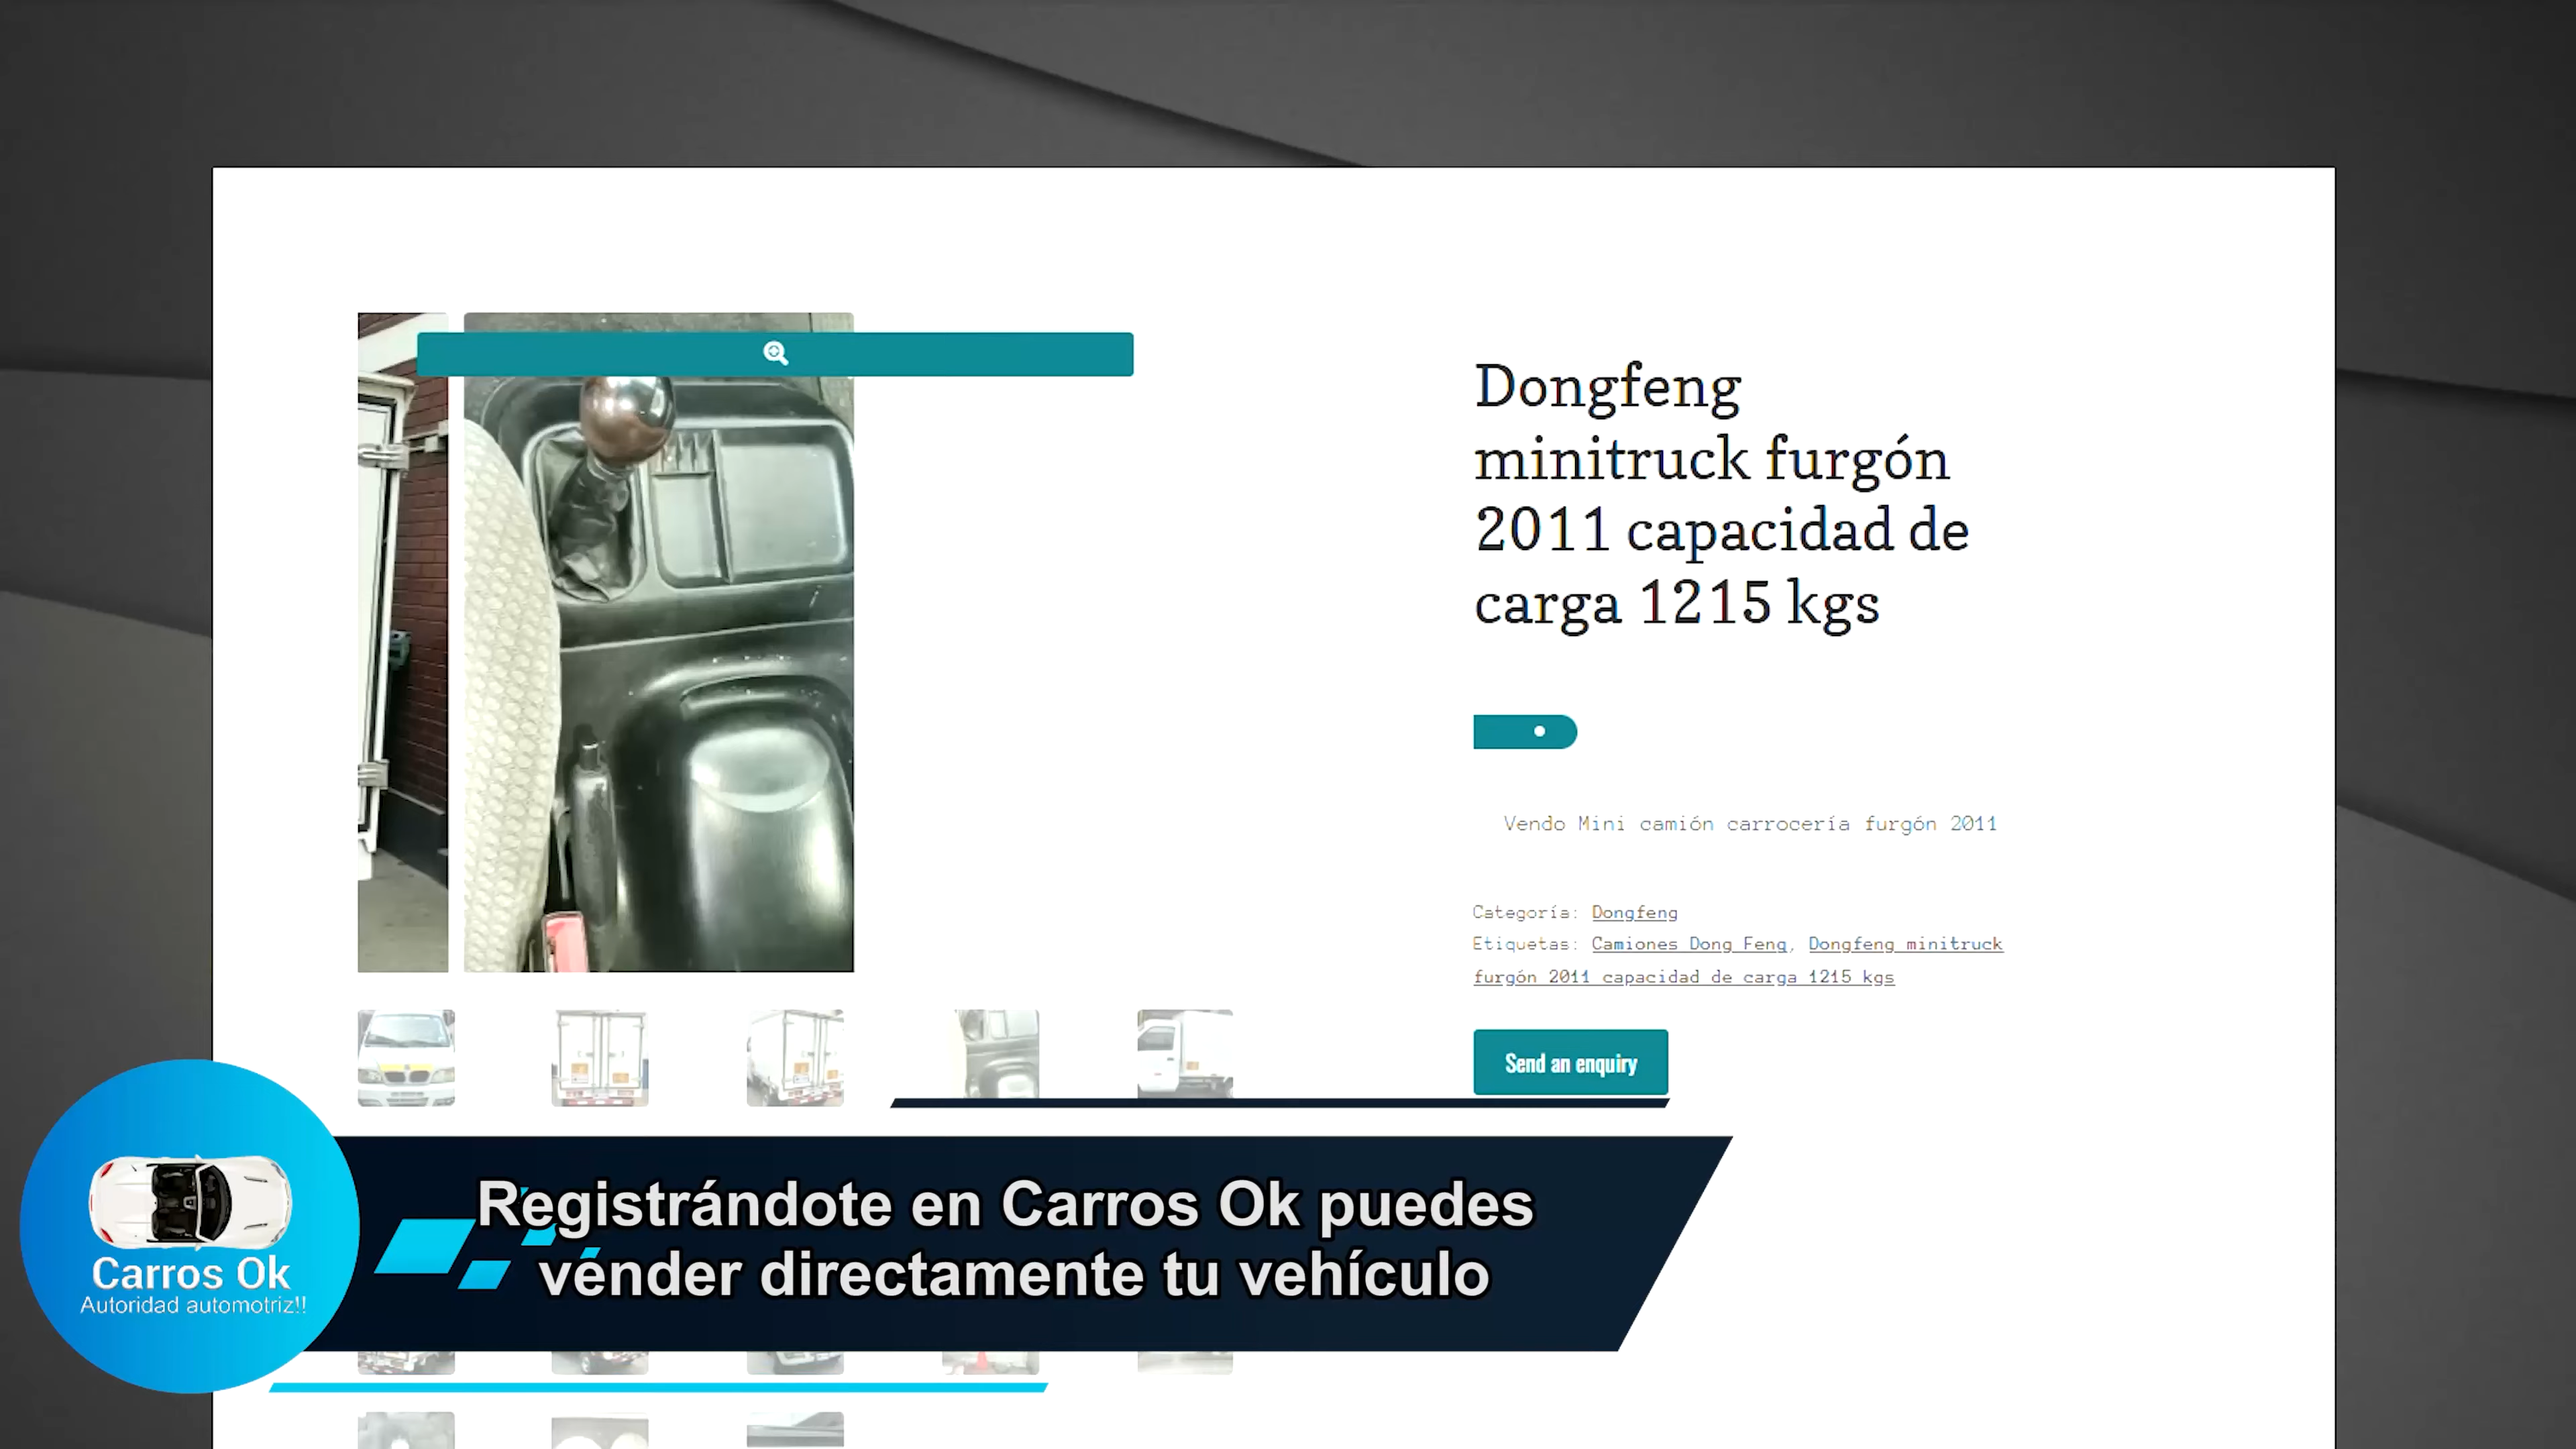 Dongfeng
minitruck furgón
2011 capacidad de
carga 1215 kgs
Vendo Mini camión carrocería furgón 2011
Categoría: Dongfeng
Etiquetas: Camiones Dong Feng, Dongfeng minitruck
furgón 2011 capacidad de carga 1215 kgs
Send an enquiry
Registrándote en Carros Ok puedes
vender directamente tu vehículo
Carros Ok
Autoridad automotriz!!